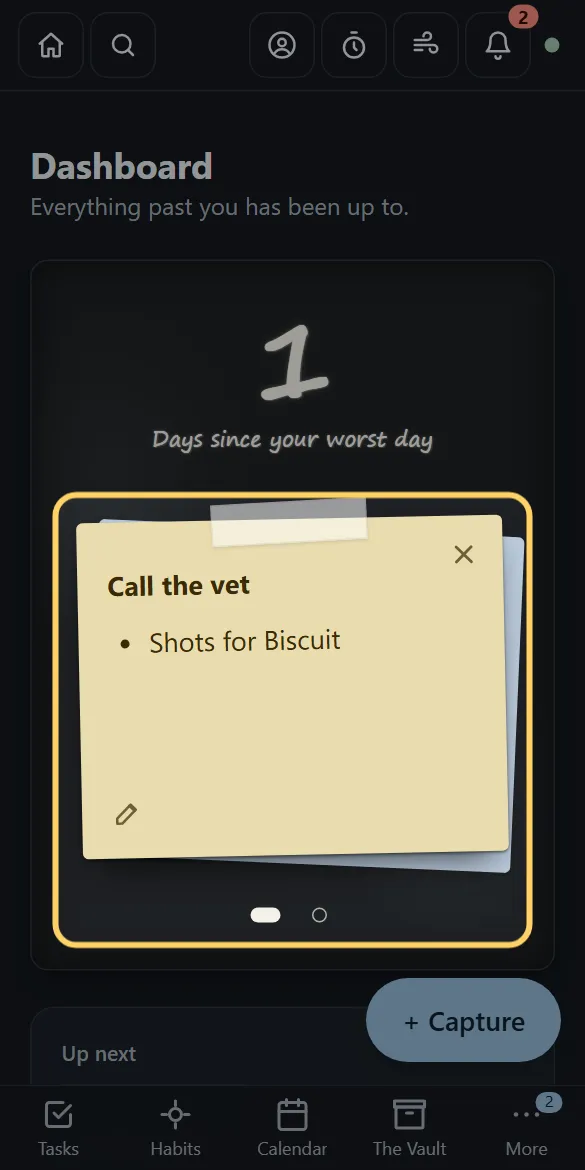 2
Dashboard
Everything past you has been up to.
1
Days since your worst day
Call the vet
• Shots for Biscuit
+ Capture
Up next
2
Tasks
Habits
Calendar
The Vault
More